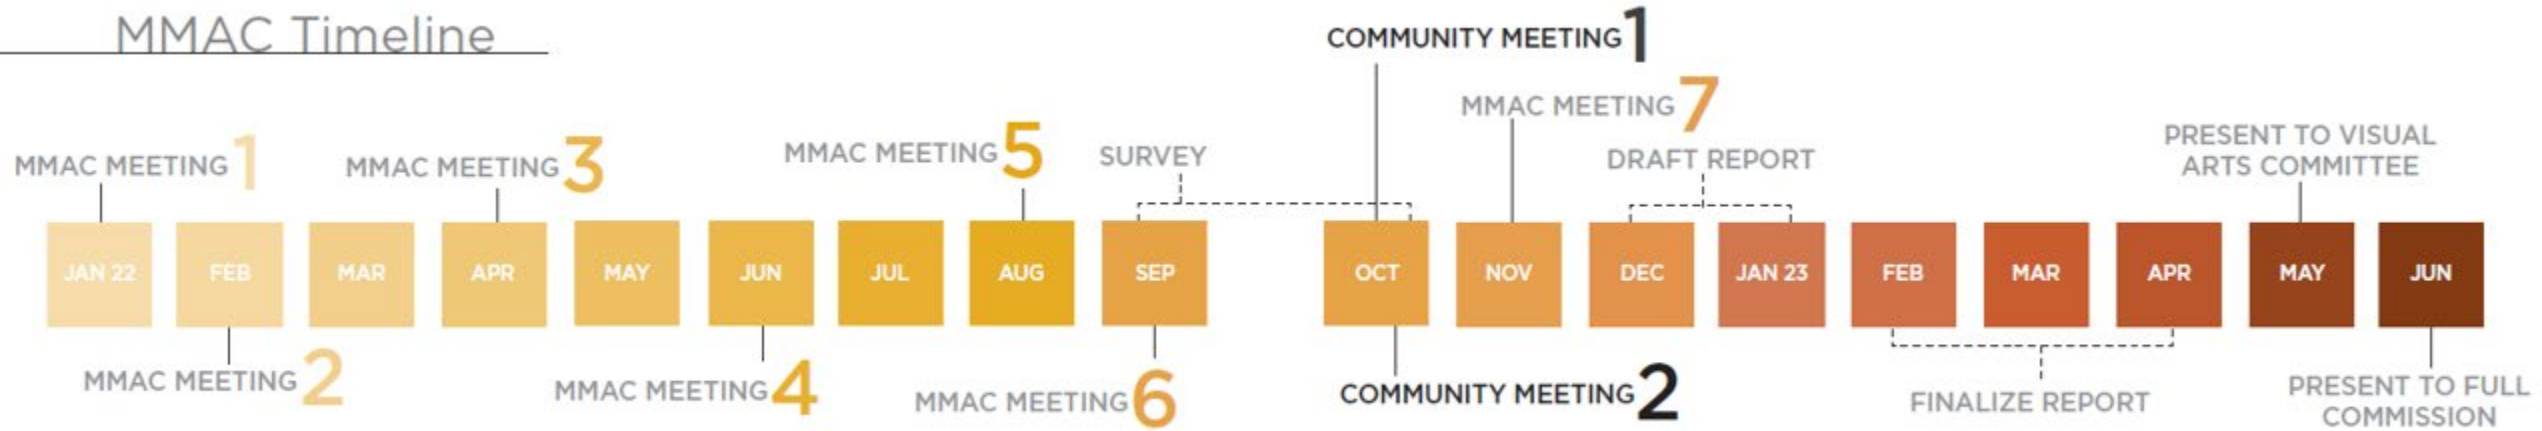 MMAC Timeline
COMMUNITY MEETING 1
MMAC MEETING 7
MMAC MEETING 1
MMAC MEETING 3
MMAC MEETING 5
SURVEY
DRAFT REPORT
PRESENT TO VISUAL
ARTS COMMITTEE
JAN 22 FEB MAR APR MAY JUN JUL AUG SEP OCT NOV DEC JAN 23 FEB MAR APR MAY JUN
MMAC MEETING 2
MMAC MEETING 4
MMAC MEETING 6
COMMUNITY MEETING 2
FINALIZE REPORT
PRESENT TO FULL
COMMISSION